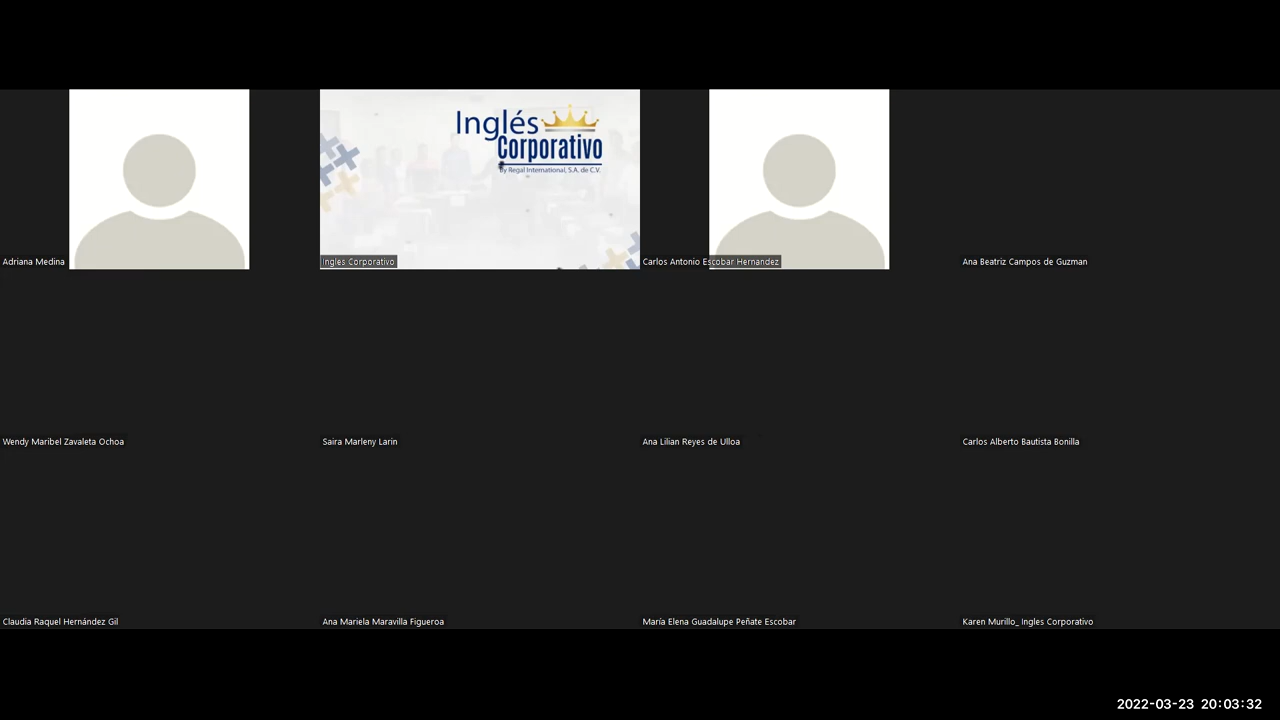 Inglés
Corporativo
By Regal International, S.A. de C.V.
Adriana Medina
Ingles Corporativo
Carlos Antonio Escobar Hernandez
Ana Beatriz Campos de Guzman
Wendy Maribel Zavaleta Ochoa
Saira Marleny Larin
Ana Lilian Reyes de Ulloa
Carlos Alberto Bautista Bonilla
Claudia Raquel Hernández Gil
Ana Mariela Maravilla Figueroa
María Elena Guadalupe Peñate Escobar
Karen Murillo_ Ingles Corporativo
2022-03-23 20:03:32